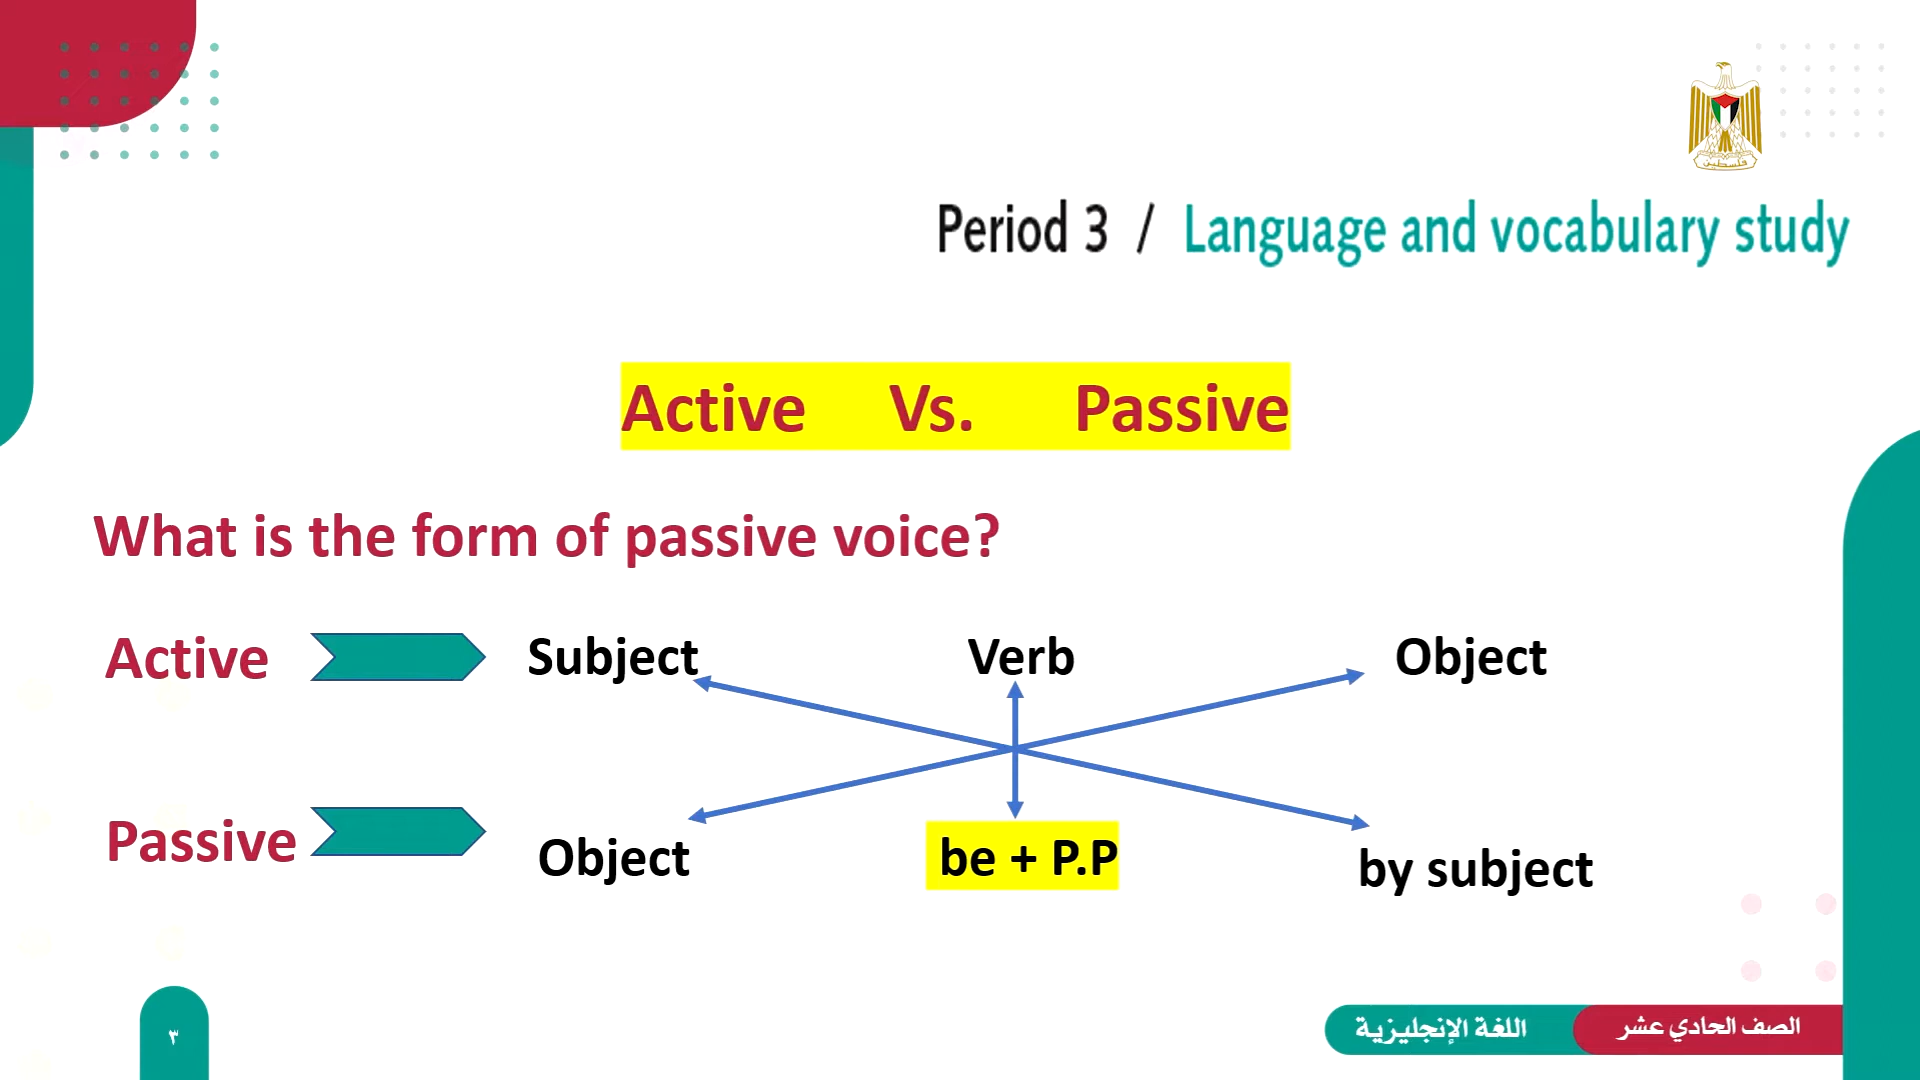 فلسطين
Period 3 / Language and vocabulary study
Active Vs. Passive
What is the form of passive voice?
Active Subject Verb Object
Passive Object be + P.P by subject
٣
اللغة الإنجليزية
الصف الحادي عشر